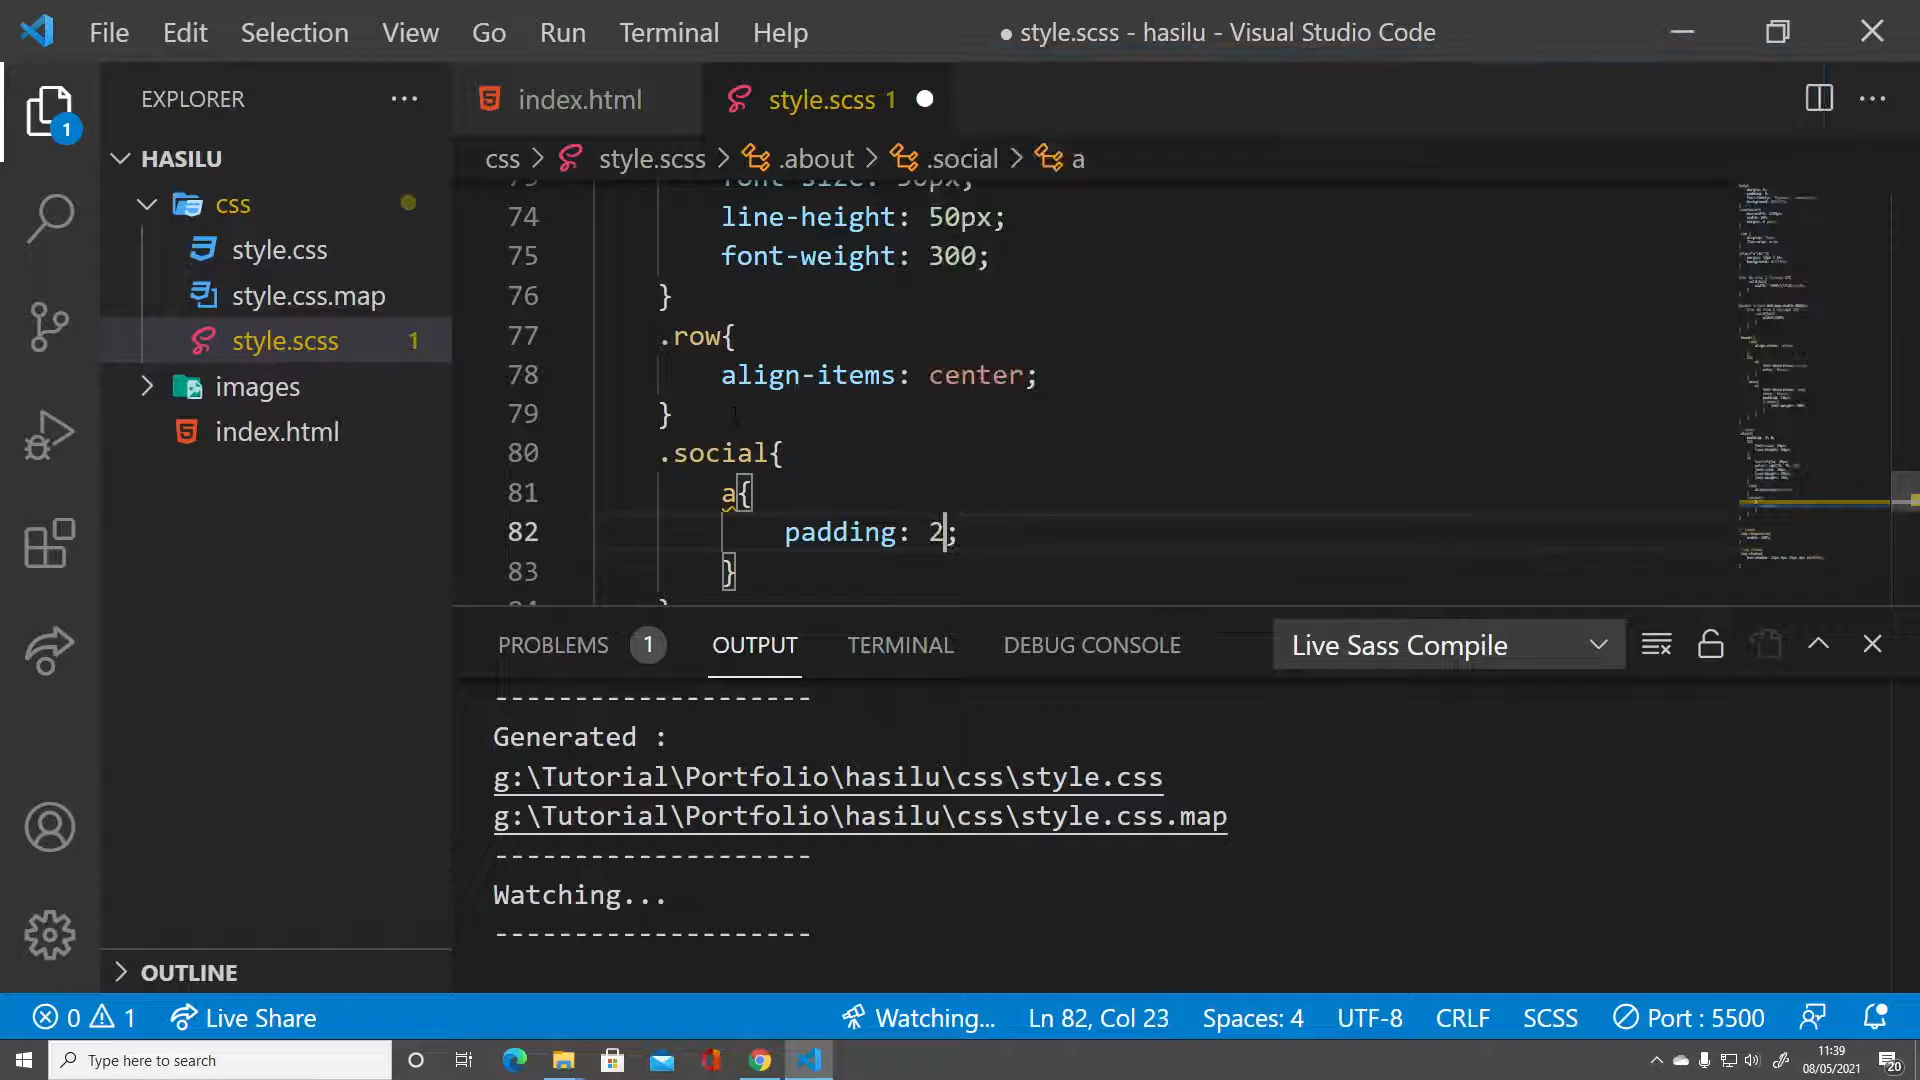 File Edit Selection View Go Run Terminal Help ● style.scss - hasilu - Visual Studio Code
EXPLORER
index.html style.scss 1
HASILU
css > style.scss > .about > .social > a
css
style.css
style.css.map
style.scss 1
images
index.html
OUTLINE
74 line-height: 50px;
75 font-weight: 300;
76 }
77 .row{
78 align-items: center;
79 }
80 .social{
81 a{
82 padding: 2;
83 }
PROBLEMS 1 OUTPUT TERMINAL DEBUG CONSOLE Live Sass Compile
--------------------
Generated :
g:\Tutorial\Portfolio\hasilu\css\style.css
g:\Tutorial\Portfolio\hasilu\css\style.css.map
--------------------
Watching...
--------------------
0 1 Live Share Watching... Ln 82, Col 23 Spaces: 4 UTF-8 CRLF SCSS Port : 5500
Type here to search
11:39
08/05/2021
20